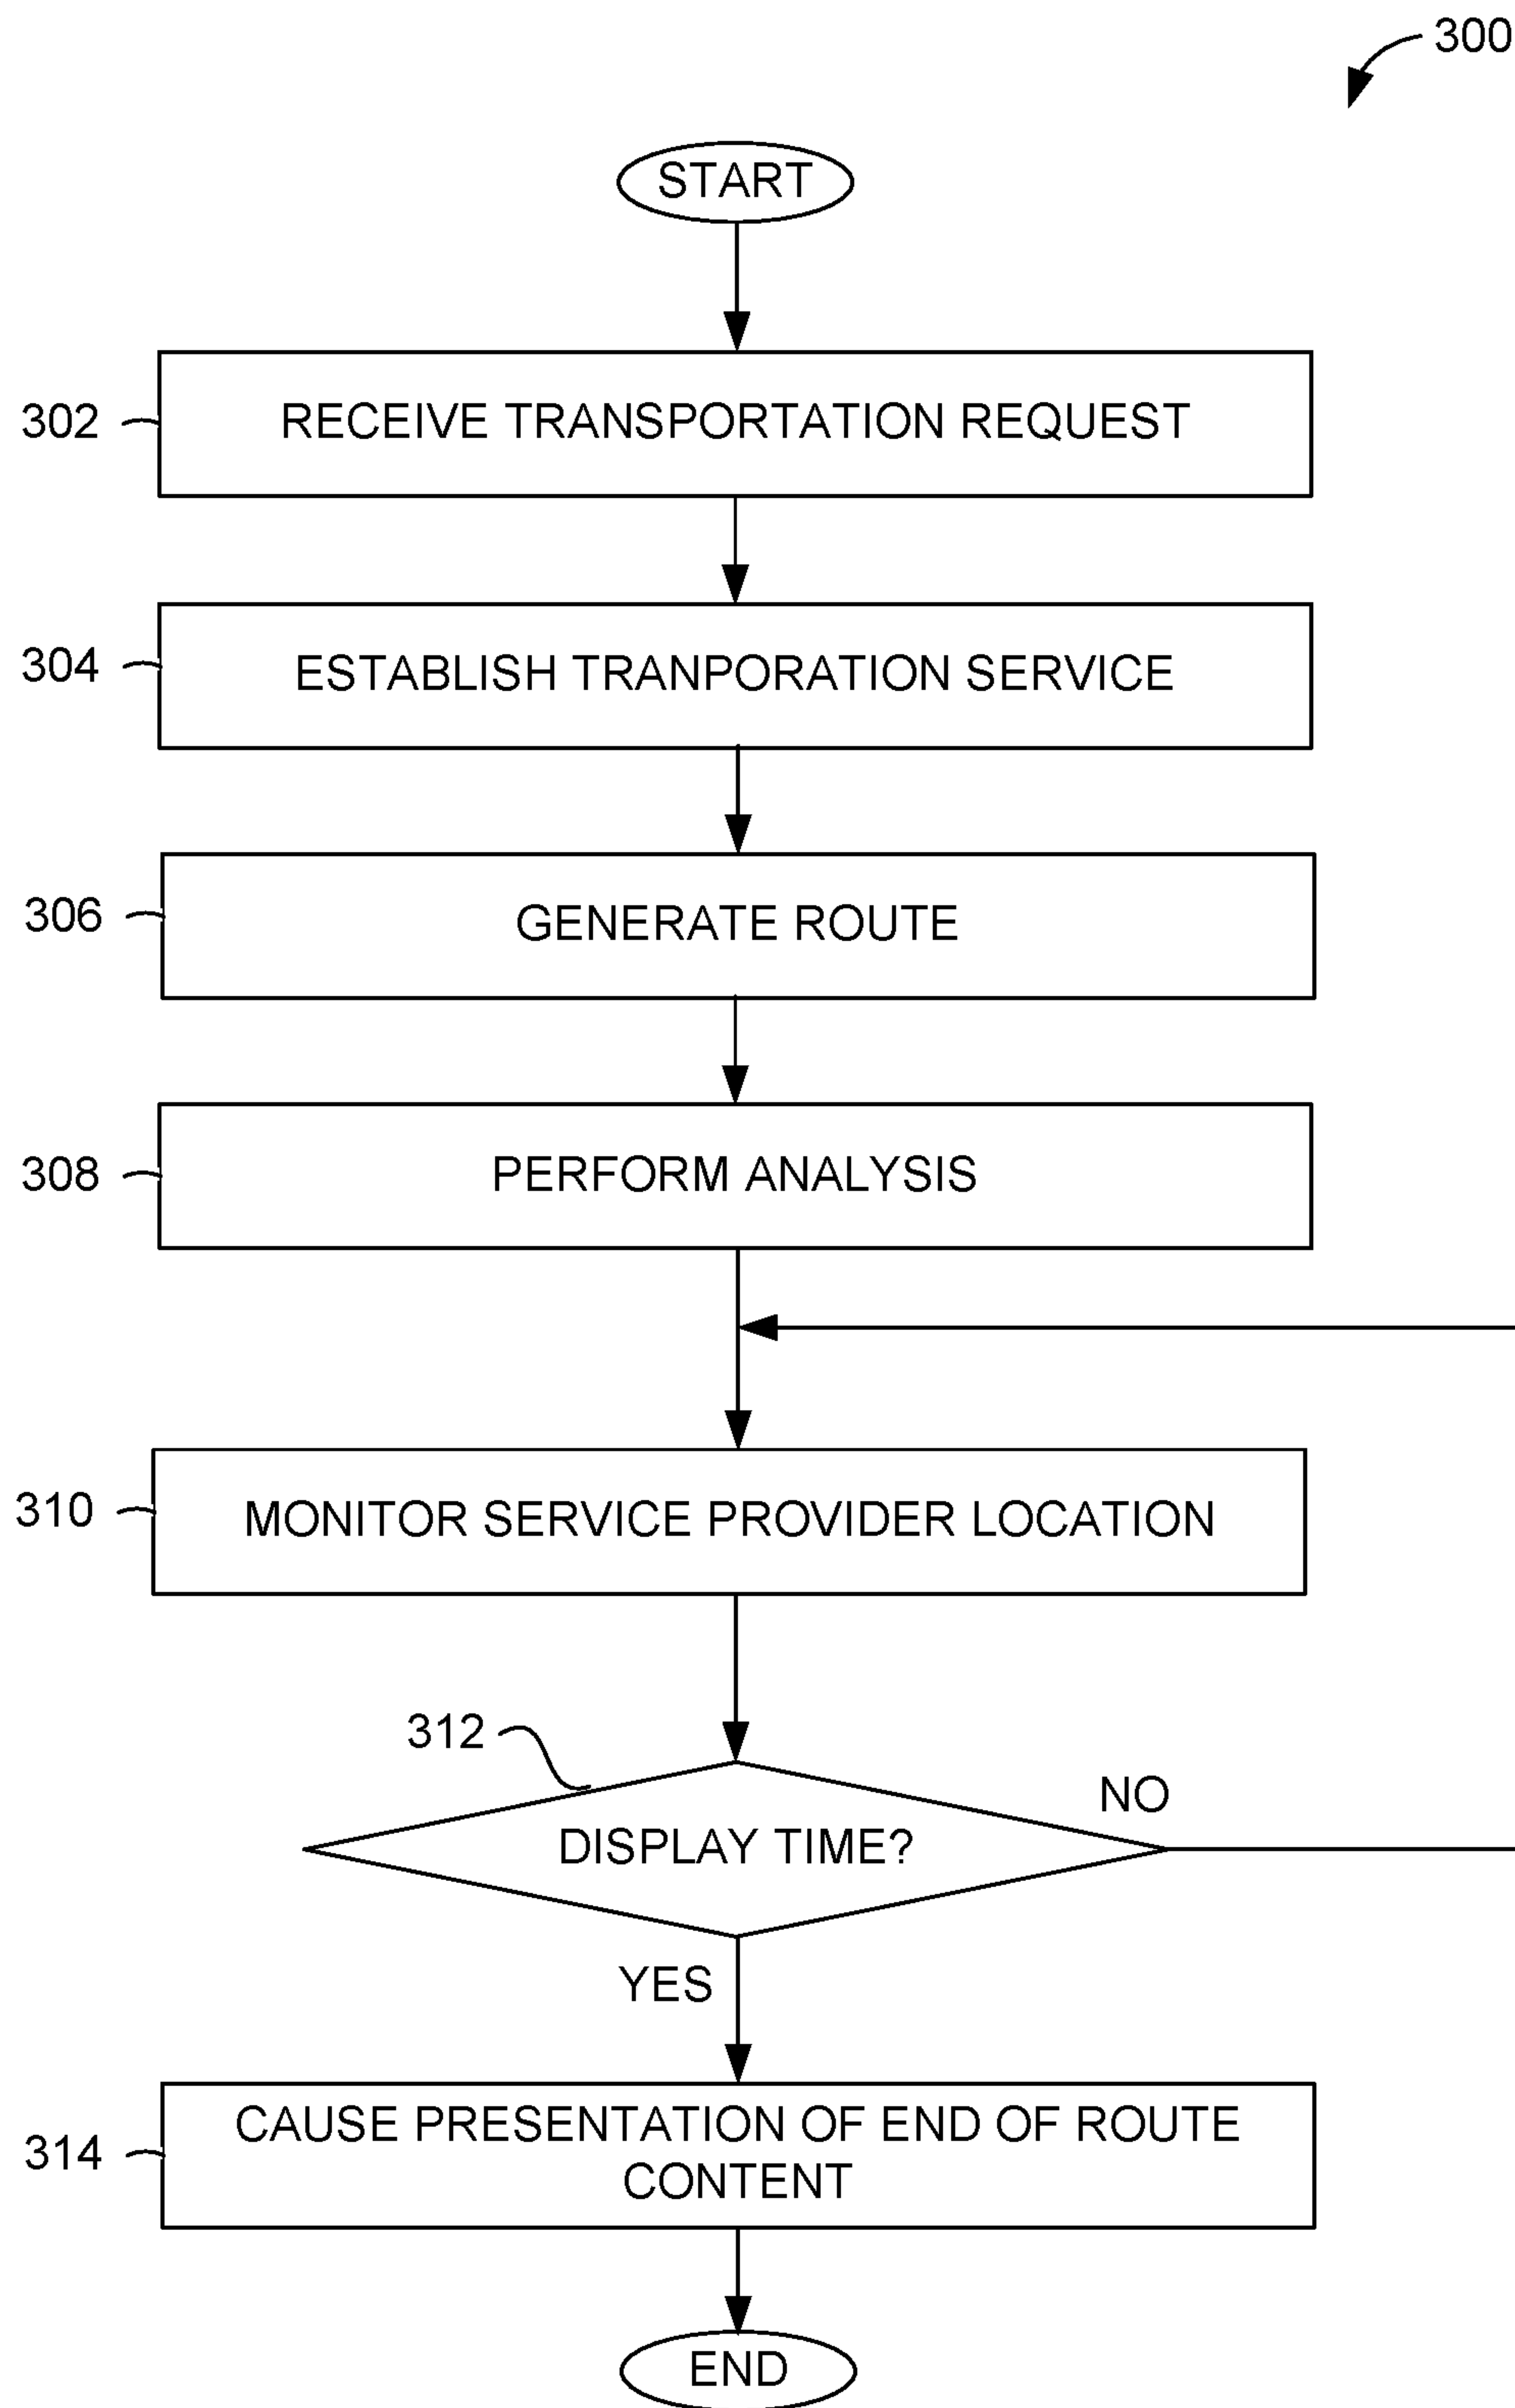 300
START
302
RECEIVE TRANSPORTATION REQUEST
304
ESTABLISH TRANPORATION SERVICE
306
GENERATE ROUTE
308
PERFORM ANALYSIS
310
MONITOR SERVICE PROVIDER LOCATION
312
NO
DISPLAY TIME?
YES
314
CAUSE PRESENTATION OF END OF ROUTE
CONTENT
END